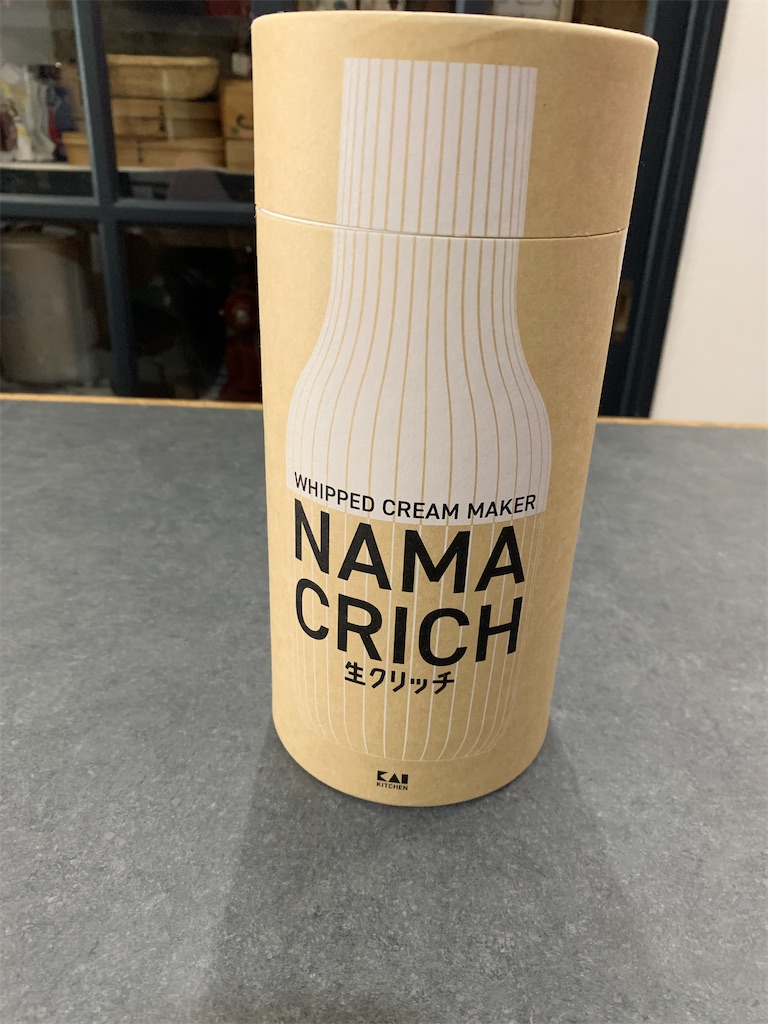 WHIPPED CREAM MAKER
NAMA
CRICH
生クリッチ
KAI
KITCHEN